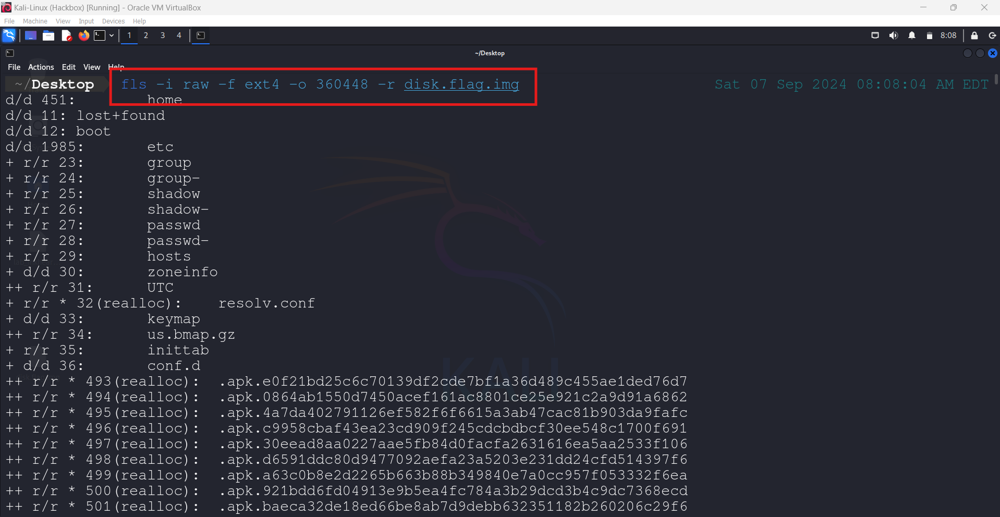 Kali-Linux (Hackbox) [Running] - Oracle VM VirtualBox
File Machine View Input Devices Help
1 2 3 4 8:08
~/Desktop
File Actions Edit View Help
~/Desktop fls -i raw -f ext4 -o 360448 -r disk.flag.img Sat 07 Sep 2024 08:08:04 AM EDT
d/d 451: home
d/d 11: lost+found
d/d 12: boot
d/d 1985: etc
+ r/r 23: group
+ r/r 24: group-
+ r/r 25: shadow
+ r/r 26: shadow-
+ r/r 27: passwd
+ r/r 28: passwd-
+ r/r 29: hosts
+ d/d 30: zoneinfo
++ r/r 31: UTC
+ r/r * 32(realloc): resolv.conf
+ d/d 33: keymap
++ r/r 34: us.bmap.gz
+ r/r 35: inittab
+ d/d 36: conf.d
++ r/r * 493(realloc): .apk.e0f21bd25c6c70139df2cde7bf1a36d489c455ae1ded76d7
++ r/r * 494(realloc): .apk.0864ab1550d7450acef161ac8801ce25e921c2a9d91a6862
++ r/r * 495(realloc): .apk.4a7da402791126ef582f6f6615a3ab47cac81b903da9fafc
++ r/r * 496(realloc): .apk.c9958cbaf43ea23cd909f245cdcbdbcf30ee548c1700f691
++ r/r * 497(realloc): .apk.30eead8aa0227aae5fb84d0facfa2631616ea5aa2533f106
++ r/r * 498(realloc): .apk.d6591ddc80d9477092aefa23a5203e231dd24cfd514397f6
++ r/r * 499(realloc): .apk.a63c0b8e2d2265b663b88b349840e7a0cc957f053332f6ea
++ r/r * 500(realloc): .apk.921bdd6fd04913e9b5ea4fc784a3b29dcd3b4c9dc7368ecd
++ r/r * 501(realloc): .apk.baeca32de18ed66be8ab7d9debb632351182b260206c29f6
KALI